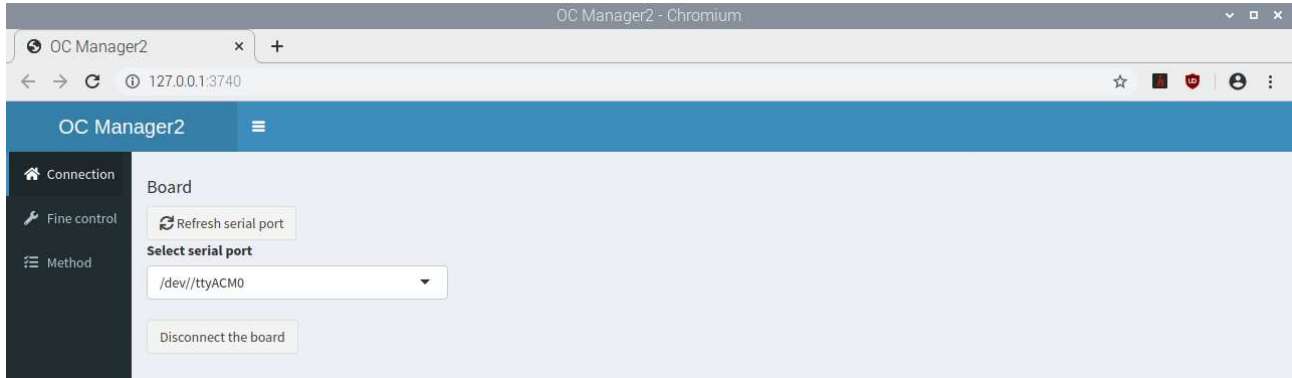 OC Manager2 - Chromium
OC Manager2
127.0.0.1:3740
OC Manager2
Connection
Board
Fine control
Refresh serial port
Select serial port
Method
/dev//ttyACM0
Disconnect the board